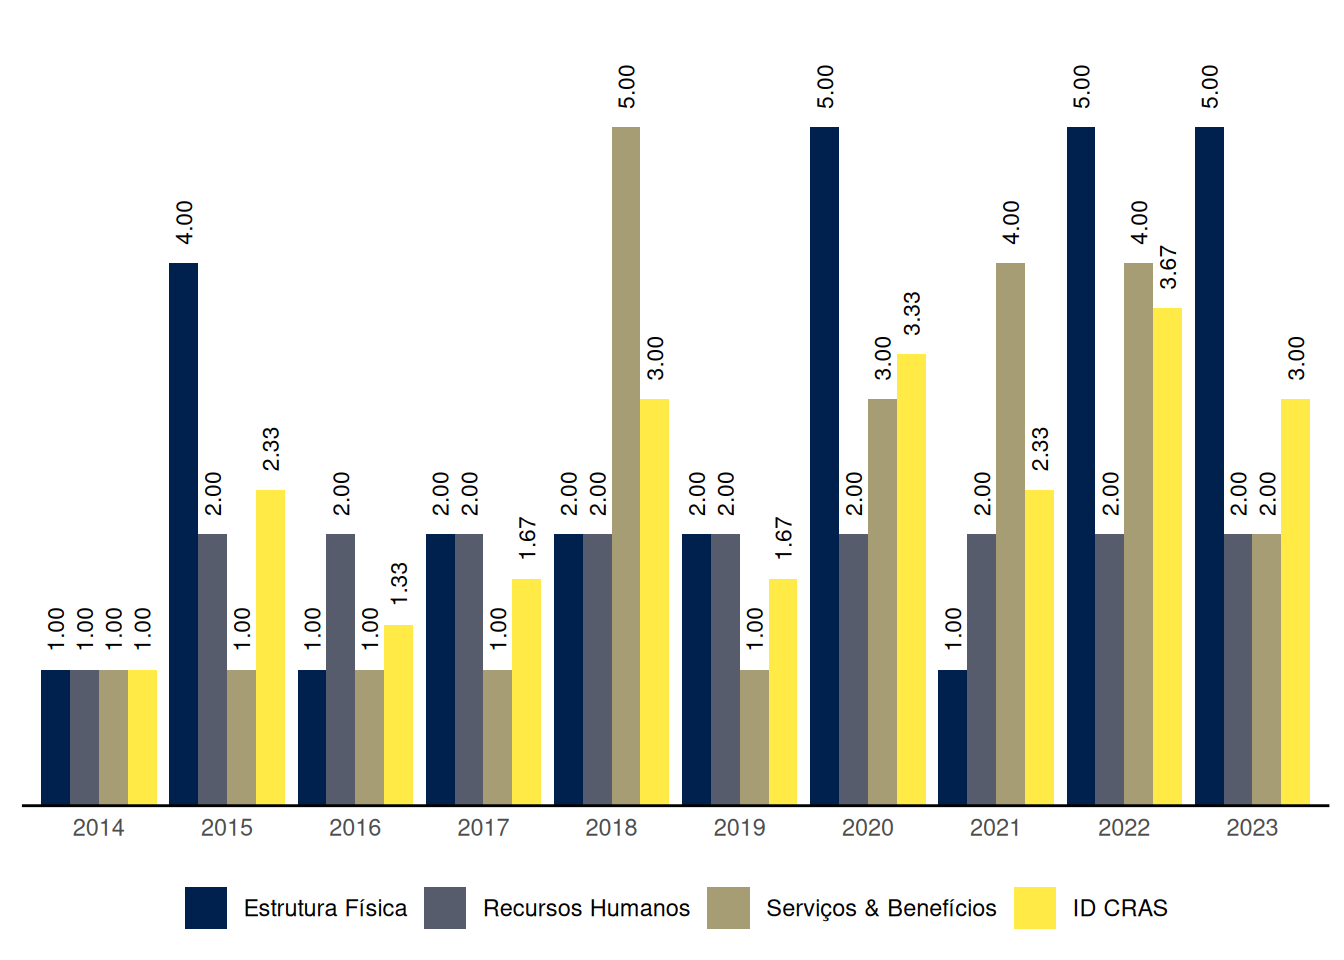 1.00 1.00 1.00 1.00
4.00 2.00 1.00 2.33
1.00 2.00 1.00 1.33
2.00 2.00 1.00 1.67
2.00 2.00 5.00 3.00
2.00 2.00 1.00 1.67
5.00 2.00 3.00 3.33
1.00 2.00 4.00 2.33
5.00 2.00 4.00 3.67
5.00 2.00 2.00 3.00
2014 2015 2016 2017 2018 2019 2020 2021 2022 2023
Estrutura Física Recursos Humanos Serviços & Benefícios ID CRAS